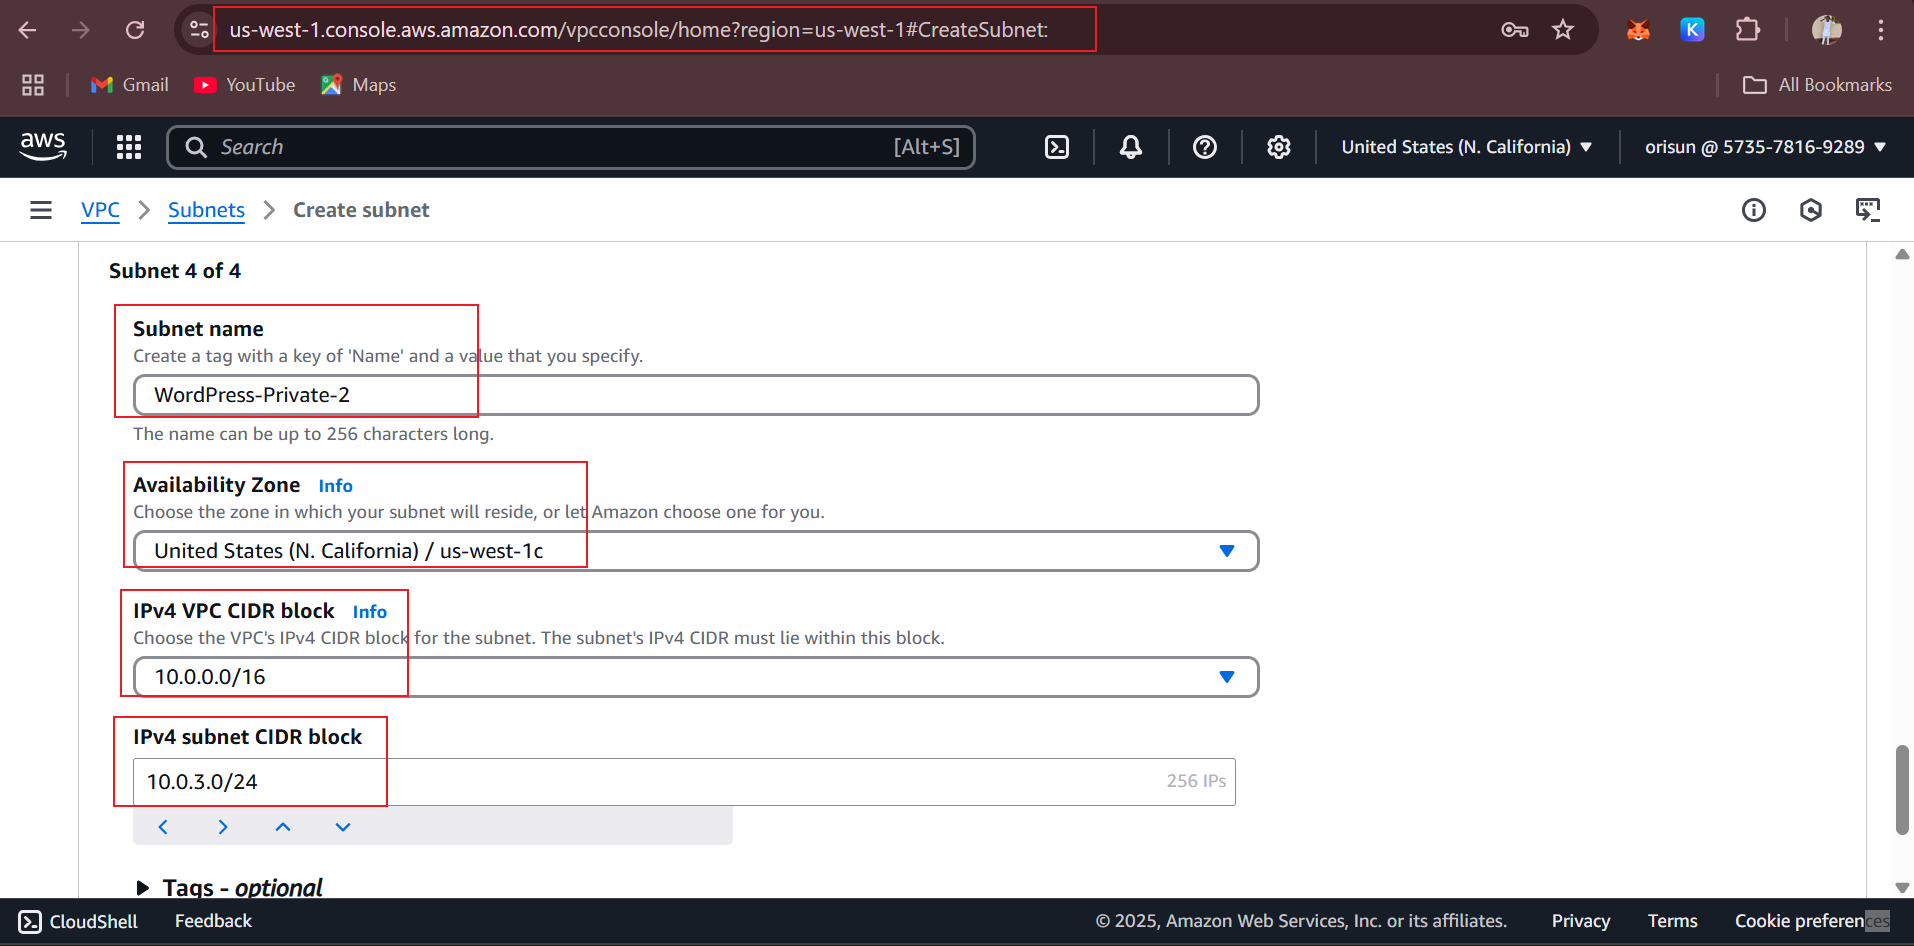 us-west-1.console.aws.amazon.com/vpcconsole/home?region=us-west-1#CreateSubnet:
Gmail YouTube Maps All Bookmarks
aws Search [Alt+S] United States (N. California) orisun @ 5735-7816-9289
VPC Subnets Create subnet
Subnet 4 of 4
Subnet name
Create a tag with a key of 'Name' and a value that you specify.
WordPress-Private-2
The name can be up to 256 characters long.
Availability Zone Info
Choose the zone in which your subnet will reside, or let Amazon choose one for you.
United States (N. California) / us-west-1c
IPv4 VPC CIDR block Info
Choose the VPC's IPv4 CIDR block for the subnet. The subnet's IPv4 CIDR must lie within this block.
10.0.0.0/16
IPv4 subnet CIDR block
10.0.3.0/24 256 IPs
Tags - optional
CloudShell Feedback © 2025, Amazon Web Services, Inc. or its affiliates. Privacy Terms Cookie preferences